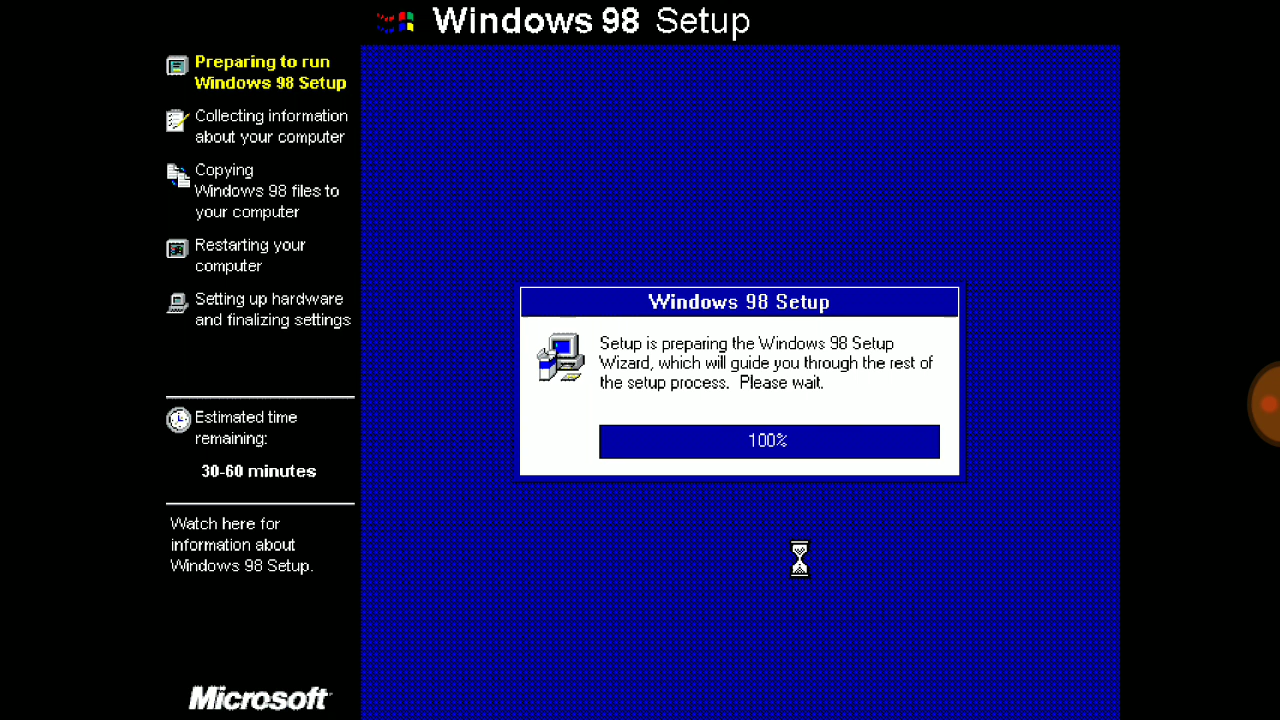 Windows 98 Setup
Preparing to run
Windows 98 Setup
Collecting information
about your computer
Copying
Windows 98 files to
your computer
Restarting your
computer
Setting up hardware
and finalizing settings
Estimated time
remaining:
30-60 minutes
Watch here for
information about
Windows 98 Setup.
Microsoft
Windows 98 Setup
Setup is preparing the Windows 98 Setup
Wizard, which will guide you through the rest of
the setup process.  Please wait.
100%